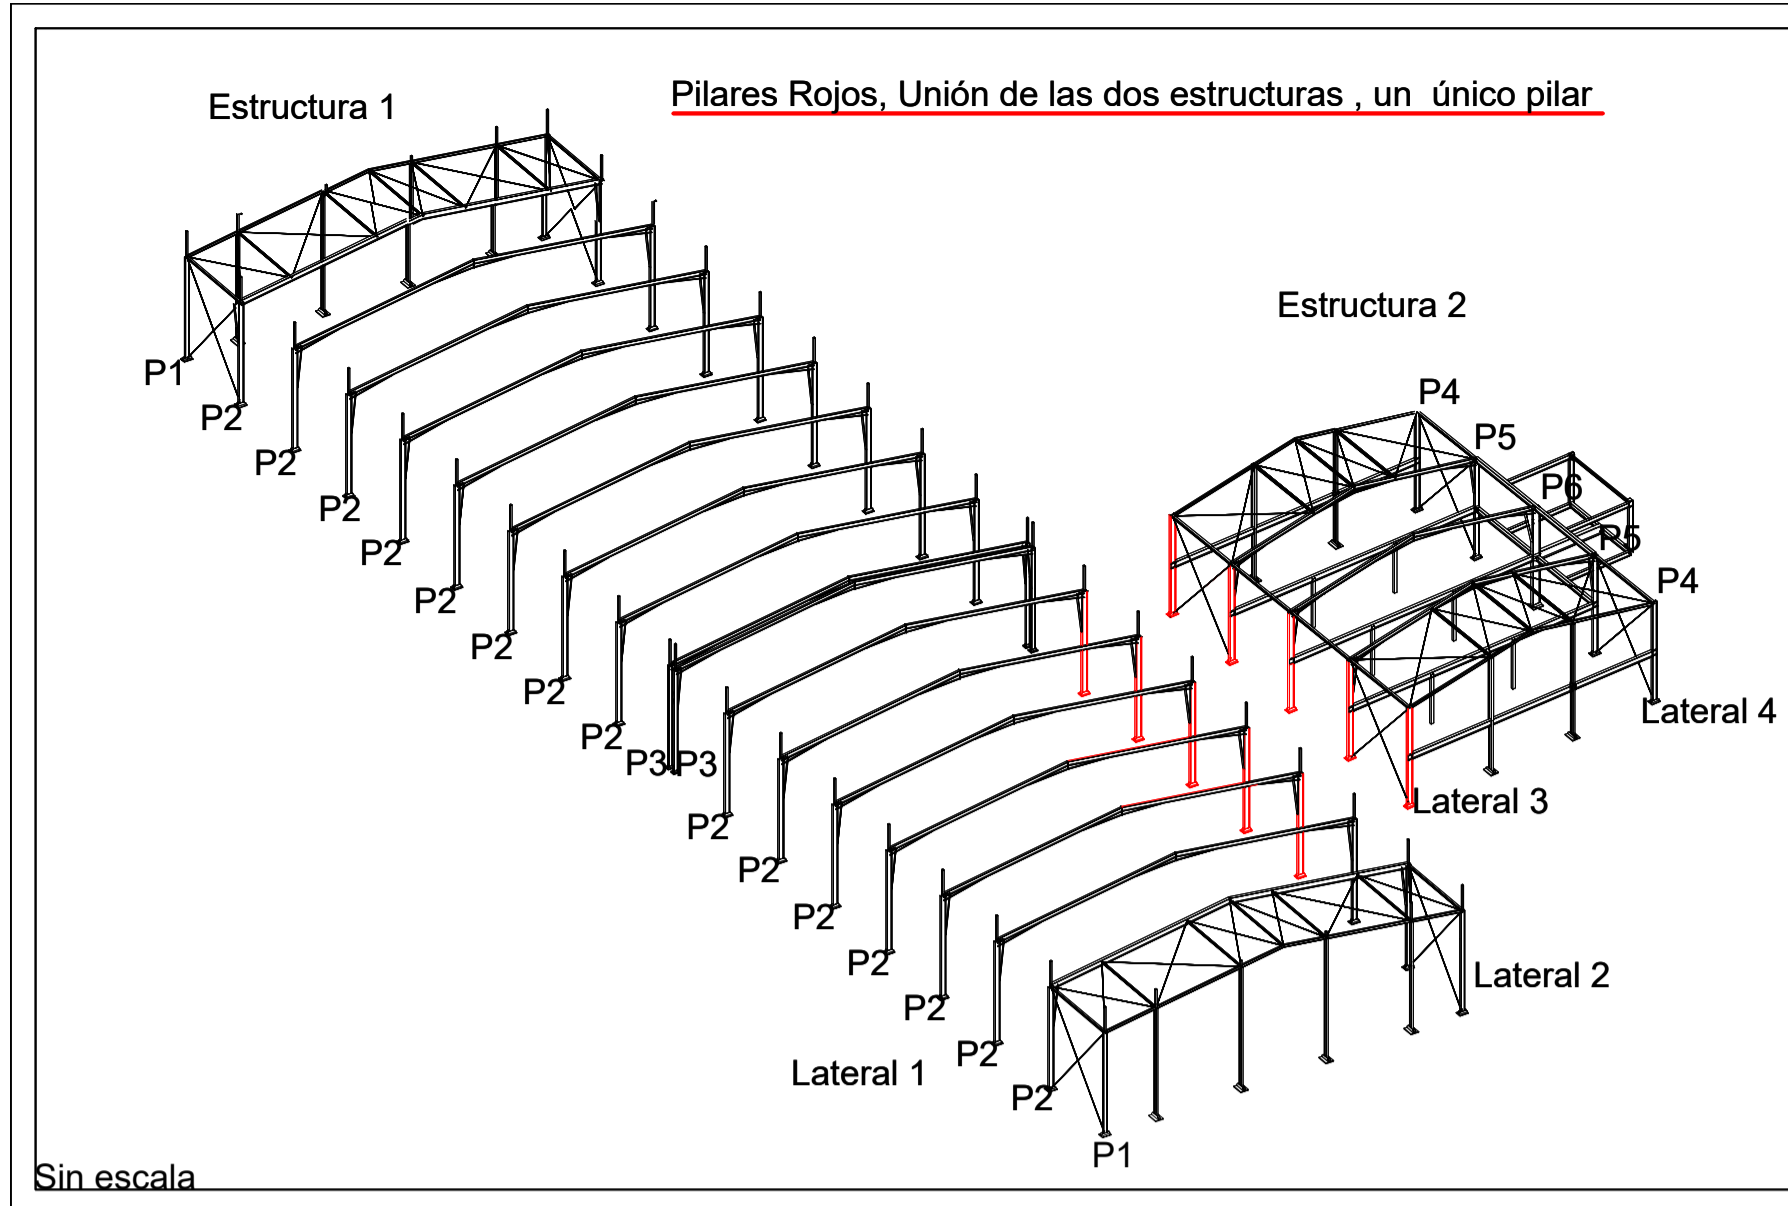 Estructura 1
Pilares Rojos, Unión de las dos estructuras , un único pilar
Estructura 2
P1
P2
P2
P2
P2
P2
P2
P2
P2
P3 P3
P2
P2
P2
P2
P2
P2
P2
P1
P4
P5
P6
P5
P4
Lateral 4
Lateral 3
Lateral 2
Lateral 1
Sin escala